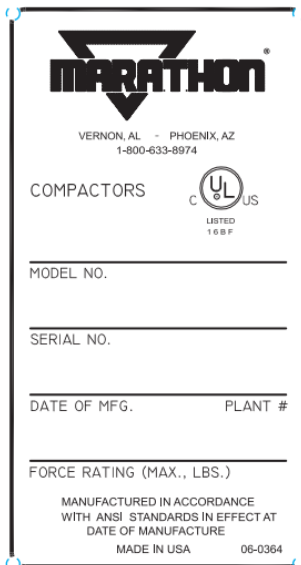 MARATHON®
VERNON, AL - PHOENIX, AZ
1-800-633-8974
COMPACTORS
C UL US
LISTED
16BF
MODEL NO.
SERIAL NO.
DATE OF MFG. PLANT #
FORCE RATING (MAX., LBS.)
MANUFACTURED IN ACCORDANCE
WITH ANSI STANDARDS IN EFFECT AT
DATE OF MANUFACTURE
MADE IN USA 06-0364